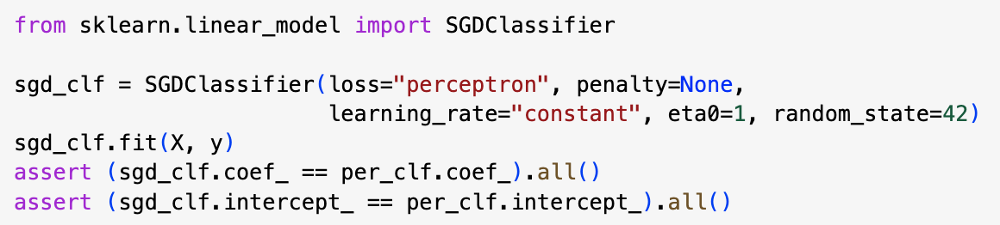 from sklearn.linear_model import SGDClassifier
sgd_clf = SGDClassifier(loss="perceptron", penalty=None,
learning_rate="constant", eta0=1, random_state=42)
sgd_clf.fit(X, y)
assert (sgd_clf.coef_ == per_clf.coef_).all()
assert (sgd_clf.intercept_ == per_clf.intercept_).all()